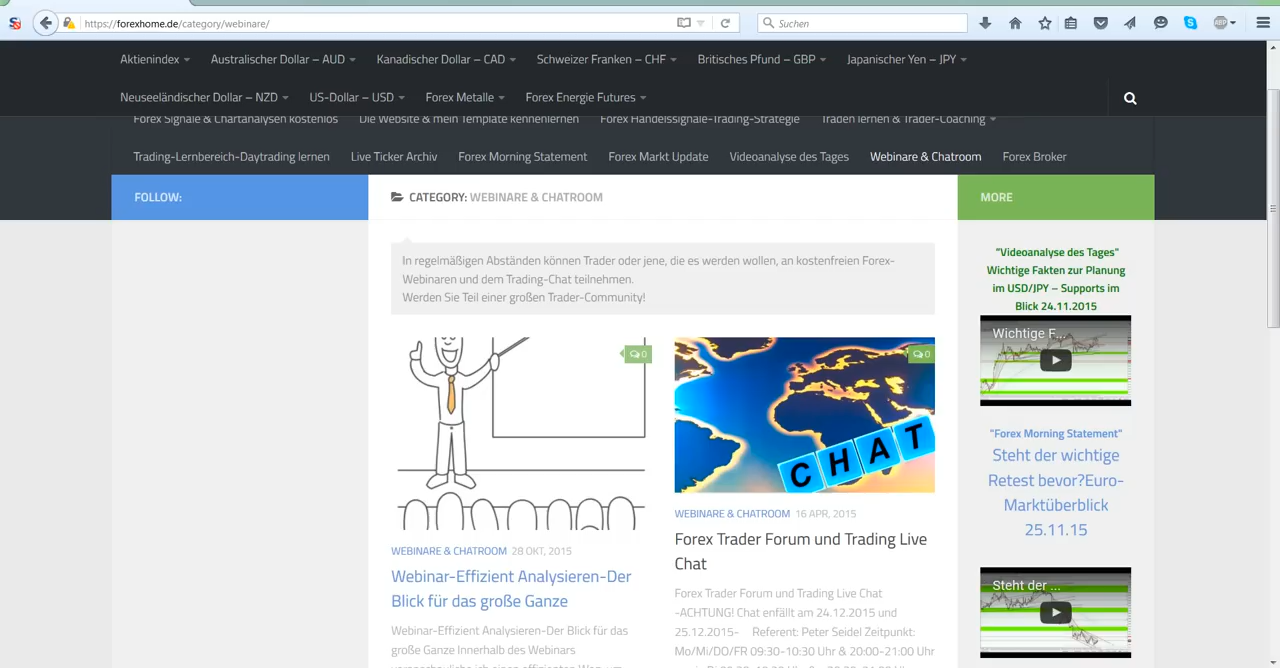 https://forexhome.de/category/webinare/
Suchen
ABP
Aktienindex Australischer Dollar – AUD Kanadischer Dollar – CAD Schweizer Franken – CHF Britisches Pfund – GBP Japanischer Yen – JPY
Neuseeländischer Dollar – NZD US-Dollar – USD Forex Metalle Forex Energie Futures
Forex Signale & Chartanalysen kostenlos Die Website & mein Template kennenlernen Forex Handelssignale-Trading-Strategie Traden lernen & Trader-Coaching
Trading-Lernbereich-Daytrading lernen Live Ticker Archiv Forex Morning Statement Forex Markt Update Videoanalyse des Tages Webinare & Chatroom Forex Broker
FOLLOW:
CATEGORY: WEBINARE & CHATROOM
In regelmäßigen Abständen können Trader oder jene, die es werden wollen, an kostenfreien Forex-
Webinaren und dem Trading-Chat teilnehmen.
Werden Sie Teil einer großen Trader-Community!
0
WEBINARE & CHATROOM 28 OKT, 2015
Webinar-Effizient Analysieren-Der
Blick für das große Ganze
Webinar-Effizient Analysieren-Der Blick für das
große Ganze Innerhalb des Webinars
0
CHAT
WEBINARE & CHATROOM 16 APR, 2015
Forex Trader Forum und Trading Live
Chat
Forex Trader Forum und Trading Live Chat
-ACHTUNG! Chat enfällt am 24.12.2015 und
25.12.2015- Referent: Peter Seidel Zeitpunkt:
Mo/Mi/DO/FR 09:30-10:30 Uhr & 20:00-21:00 Uhr
MORE
"Videoanalyse des Tages"
Wichtige Fakten zur Planung
im USD/JPY – Supports im
Blick 24.11.2015
Wichtige F...
"Forex Morning Statement"
Steht der wichtige
Retest bevor?Euro-
Marktüberblick
25.11.15
Steht der ...